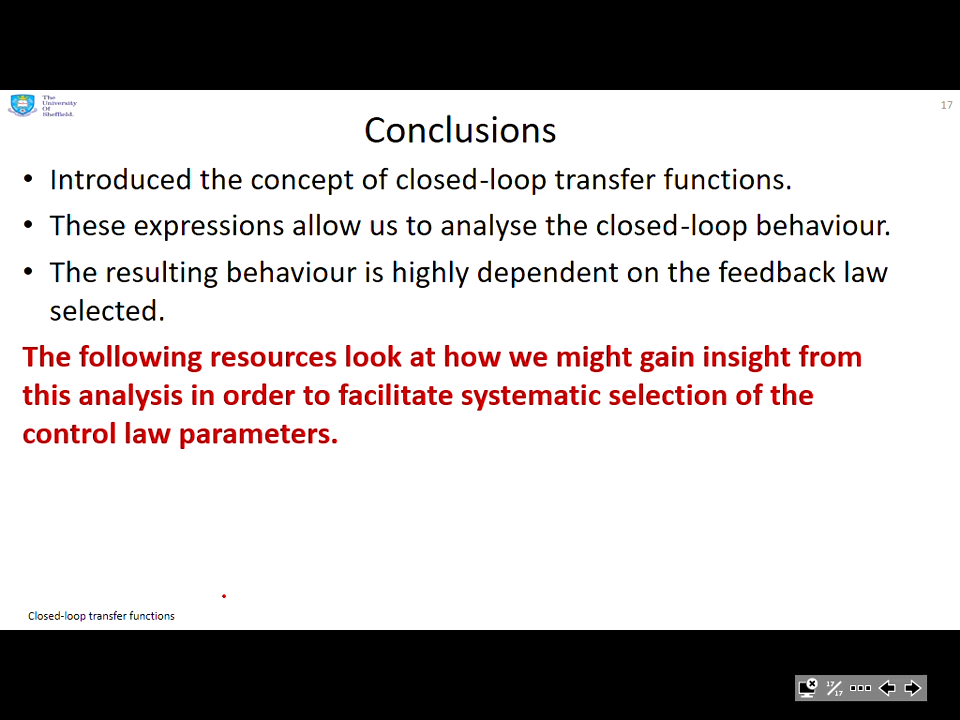 The
University
Of
Sheffield.
17
Conclusions
• Introduced the concept of closed-loop transfer functions.
• These expressions allow us to analyse the closed-loop behaviour.
• The resulting behaviour is highly dependent on the feedback law
selected.
The following resources look at how we might gain insight from
this analysis in order to facilitate systematic selection of the
control law parameters.
Closed-loop transfer functions
17/17